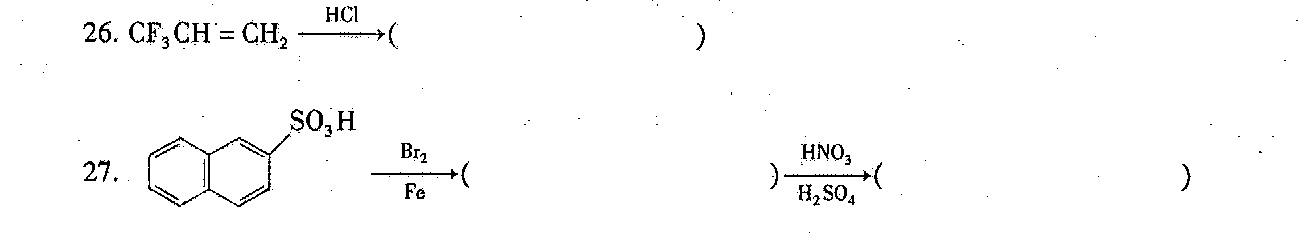 26. CF₃CH = CH₂ —HCl→( )
SO₃H
27. —Br₂/Fe→( )—HNO₃/H₂SO₄→( )